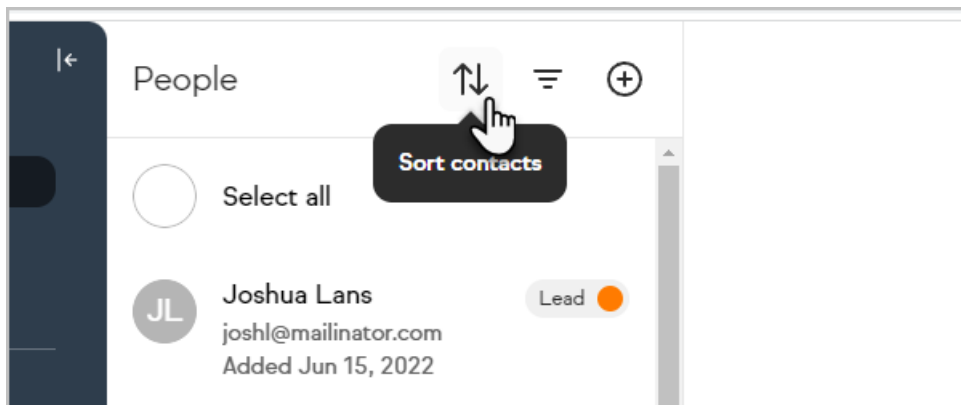 People
Sort contacts
Select all
JL
Joshua Lans
Lead
joshl@mailinator.com
Added Jun 15, 2022